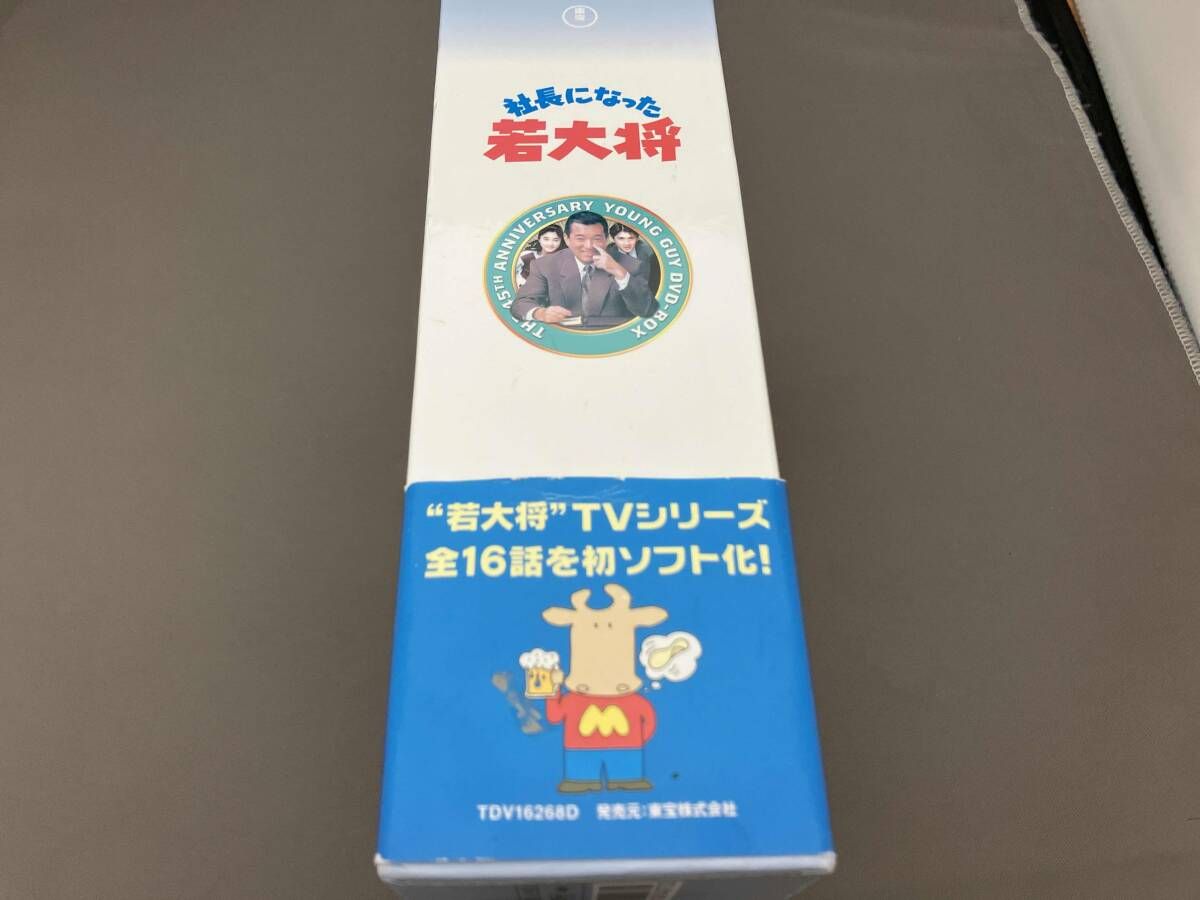 東宝
社長になった
若大将
THE 45TH ANNIVERSARY YOUNG GUY DVD-BOX
“若大将”TVシリーズ
全16話を初ソフト化!
M
TDV16268D 発売元:東宝株式会社